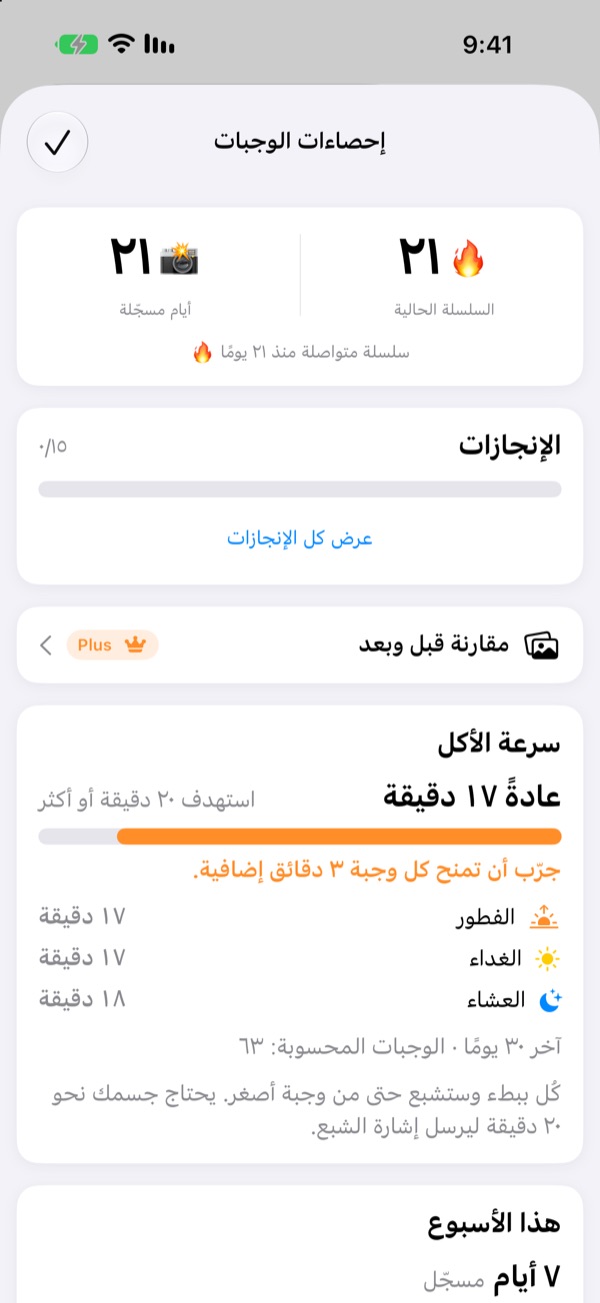 9:41
إحصاءات الوجبات
٢١
السلسلة الحالية
٢١
أيام مسجّلة
سلسلة متواصلة منذ ٢١ يومًا
الإنجازات
٠/١٥
عرض كل الإنجازات
مقارنة قبل وبعد
Plus
سرعة الأكل
عادةً ١٧ دقيقة
استهدف ٢٠ دقيقة أو أكثر
جرّب أن تمنح كل وجبة ٣ دقائق إضافية.
الفطور ١٧ دقيقة
الغداء ١٧ دقيقة
العشاء ١٨ دقيقة
آخر ٣٠ يومًا · الوجبات المحسوبة: ٦٣
كُل ببطء وستشبع حتى من وجبة أصغر. يحتاج جسمك نحو
٢٠ دقيقة ليرسل إشارة الشبع.
هذا الأسبوع
٧ أيام مسجّل